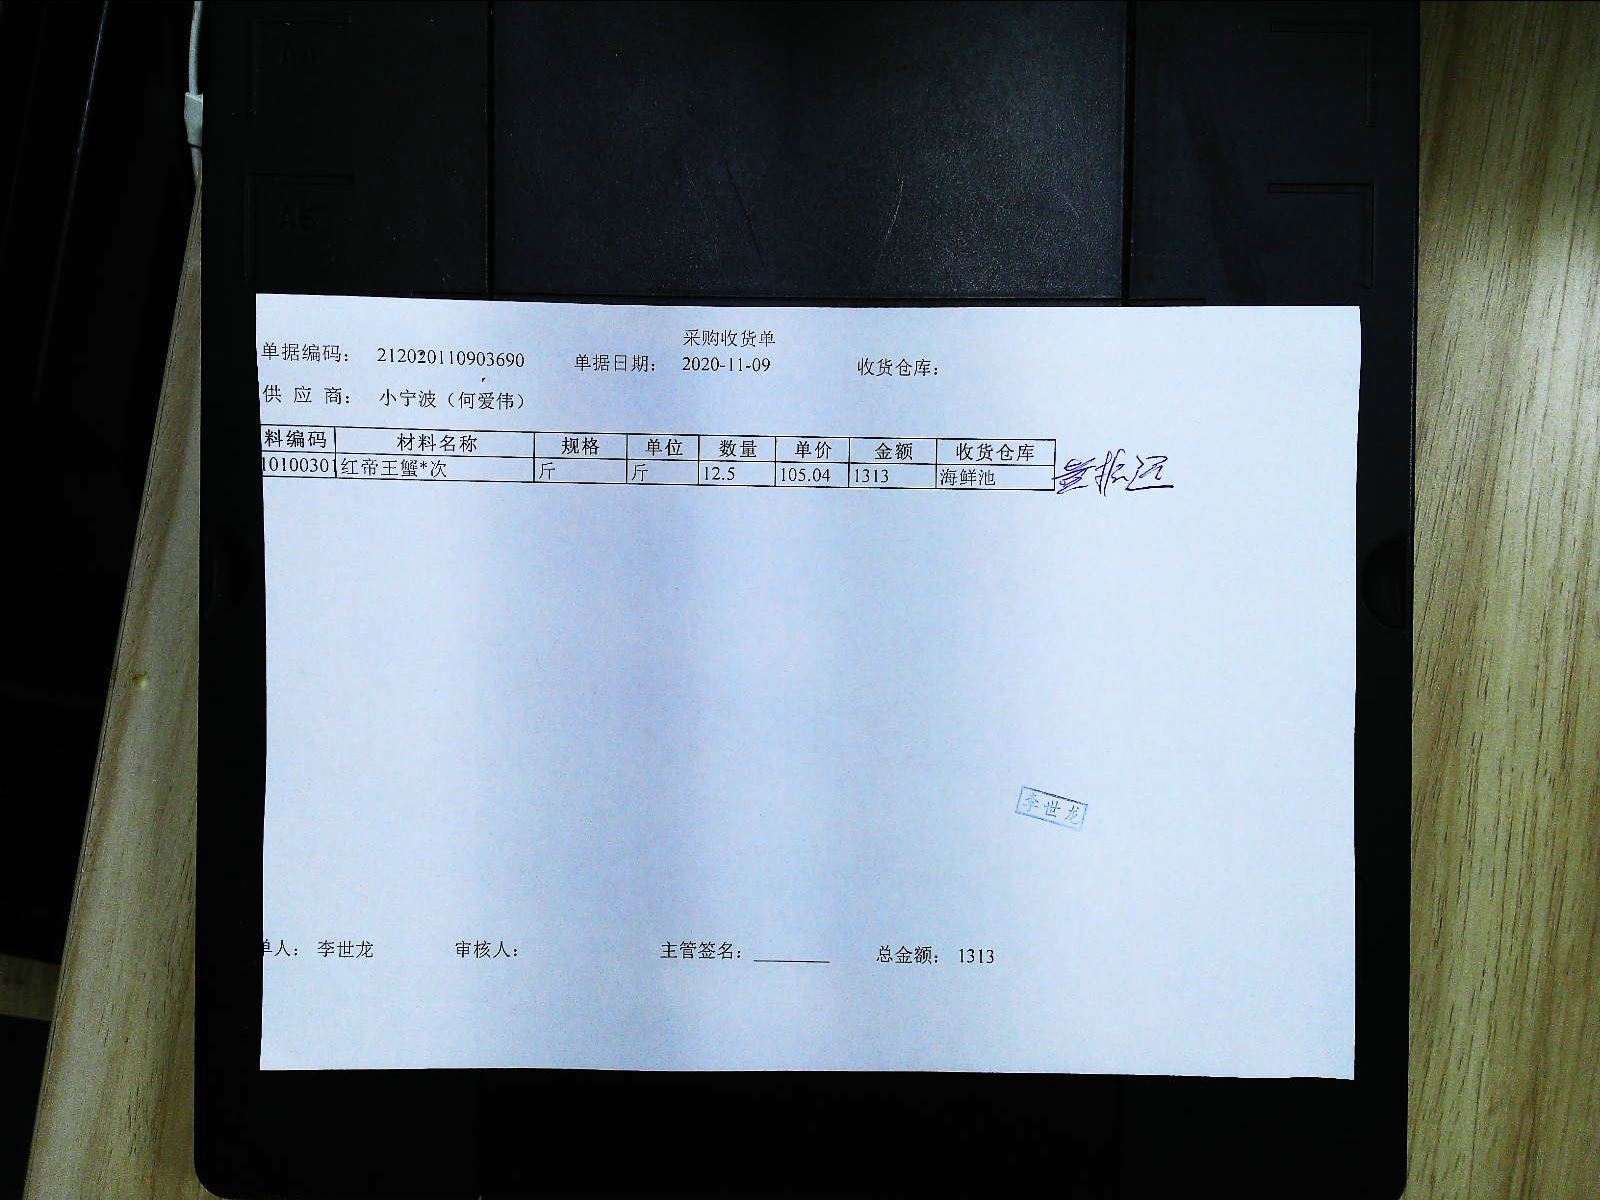 采购收货单
单据编码： 212020110903690 单据日期： 2020-11-09 收货仓库：
供 应 商： 小宁波（何爱伟）
料编码 材料名称 规格 单位 数量 单价 金额 收货仓库
10100301 红帝王蟹*次 斤 斤 12.5 105.04 1313 海鲜池
李世龙
单人： 李世龙 审核人： 主管签名： 总金额： 1313